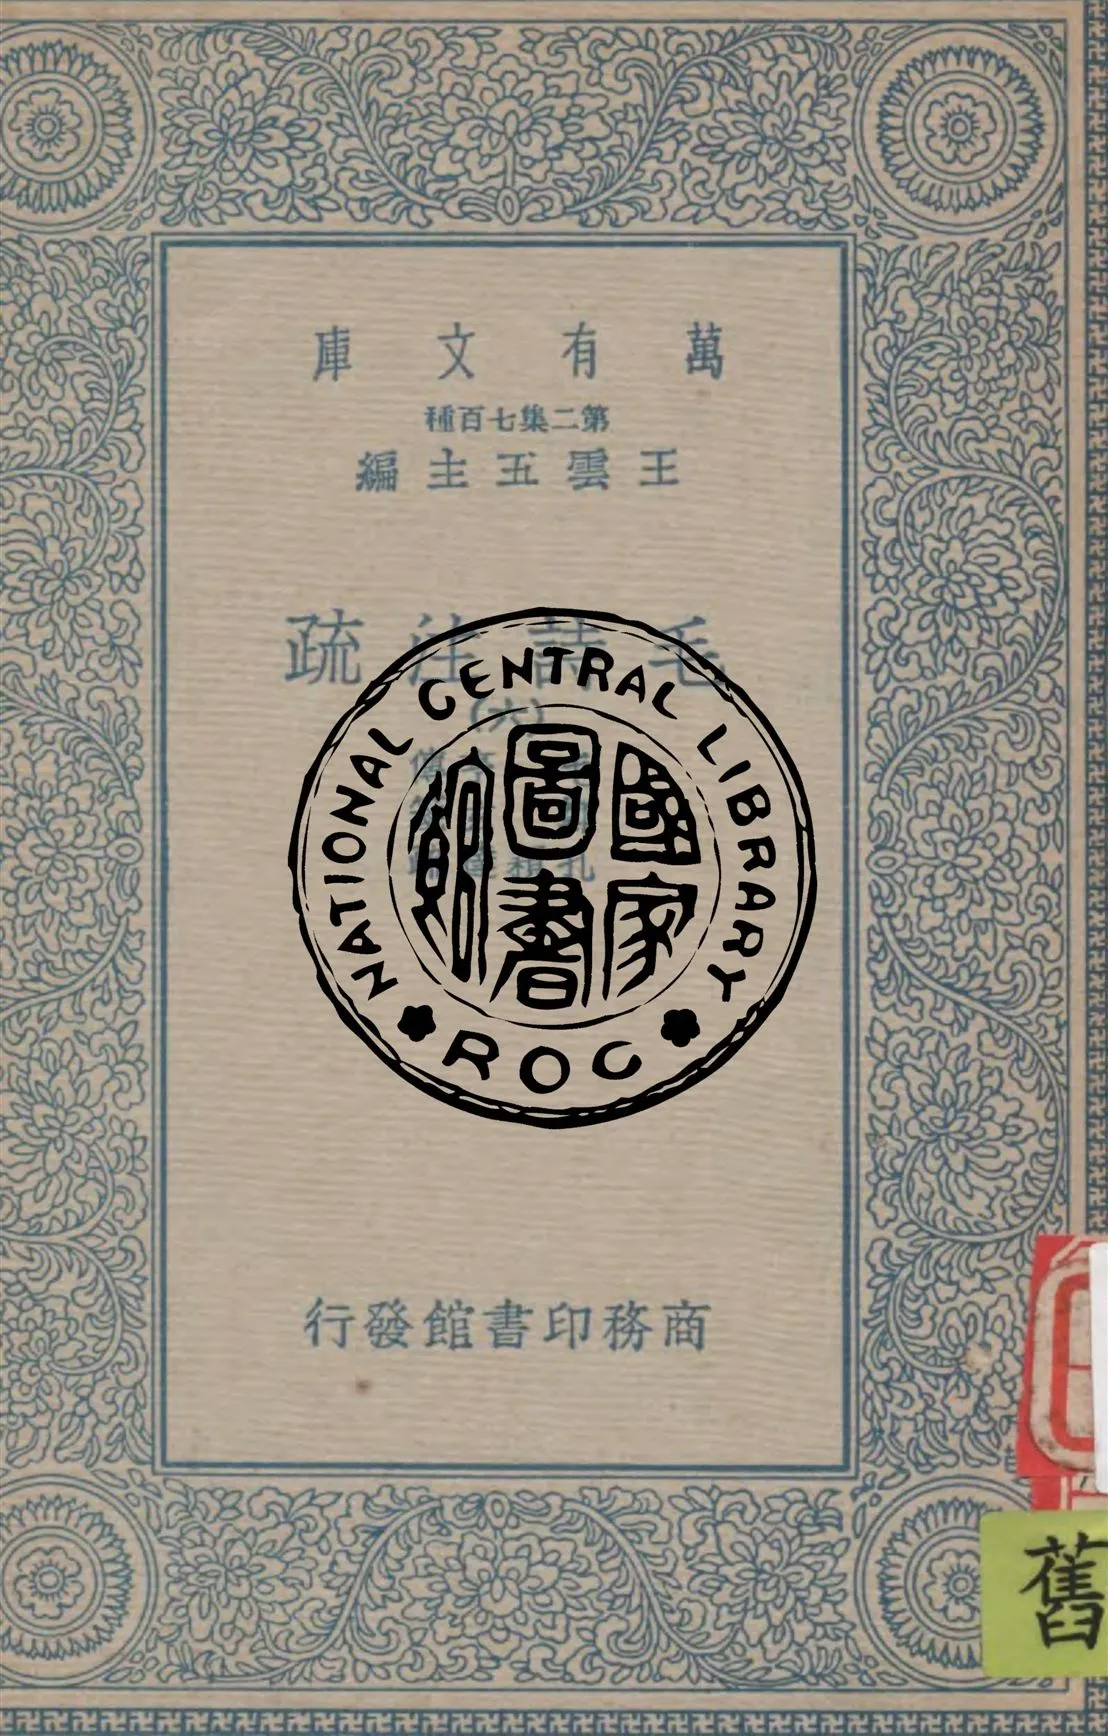 萬有文庫
第二集七百種
王雲五主編
毛詩注疏
(六)
商務印書館發行
NATIONAL CENTRAL LIBRARY
國家圖書館
ROC
舊